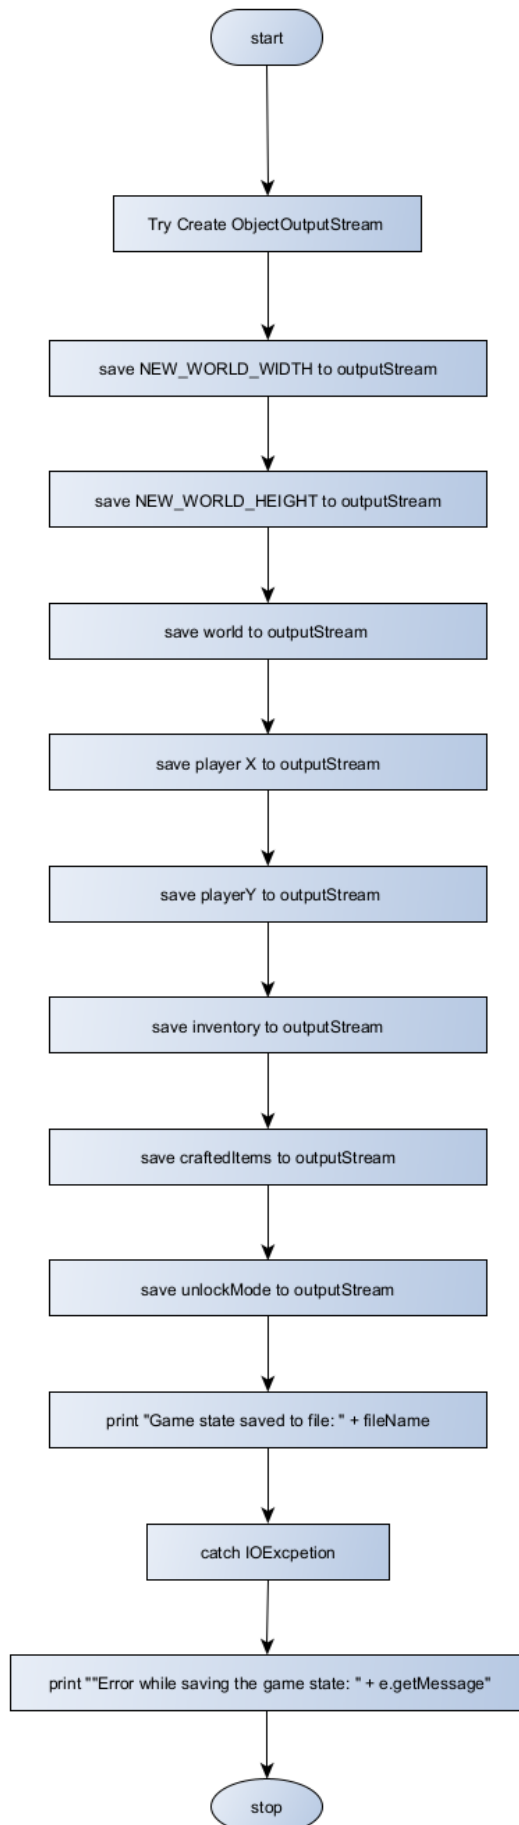 start
Try Create ObjectOutputStream
save NEW_WORLD_WIDTH to outputStream
save NEW_WORLD_HEIGHT to outputStream
save world to outputStream
save player X to outputStream
save playerY to outputStream
save inventory to outputStream
save craftedItems to outputStream
save unlockMode to outputStream
print "Game state saved to file: " + fileName
catch IOExcpetion
print ""Error while saving the game state: " + e.getMessage"
stop